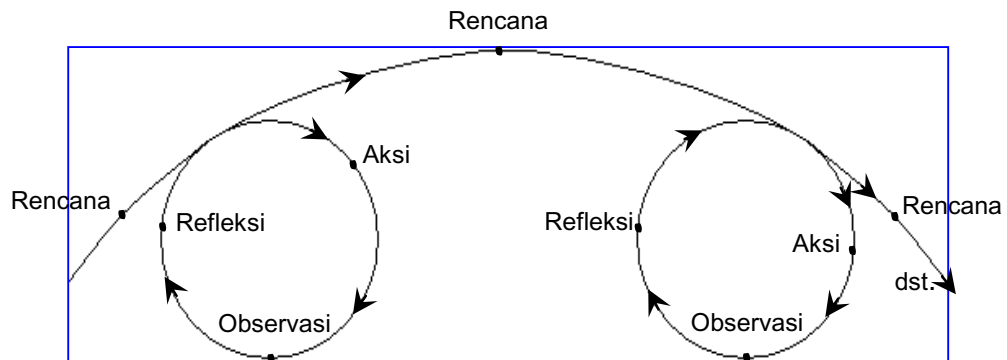 Rencana
Aksi
Rencana
Refleksi
Observasi
Refleksi
Aksi
Rencana
Observasi
dst.